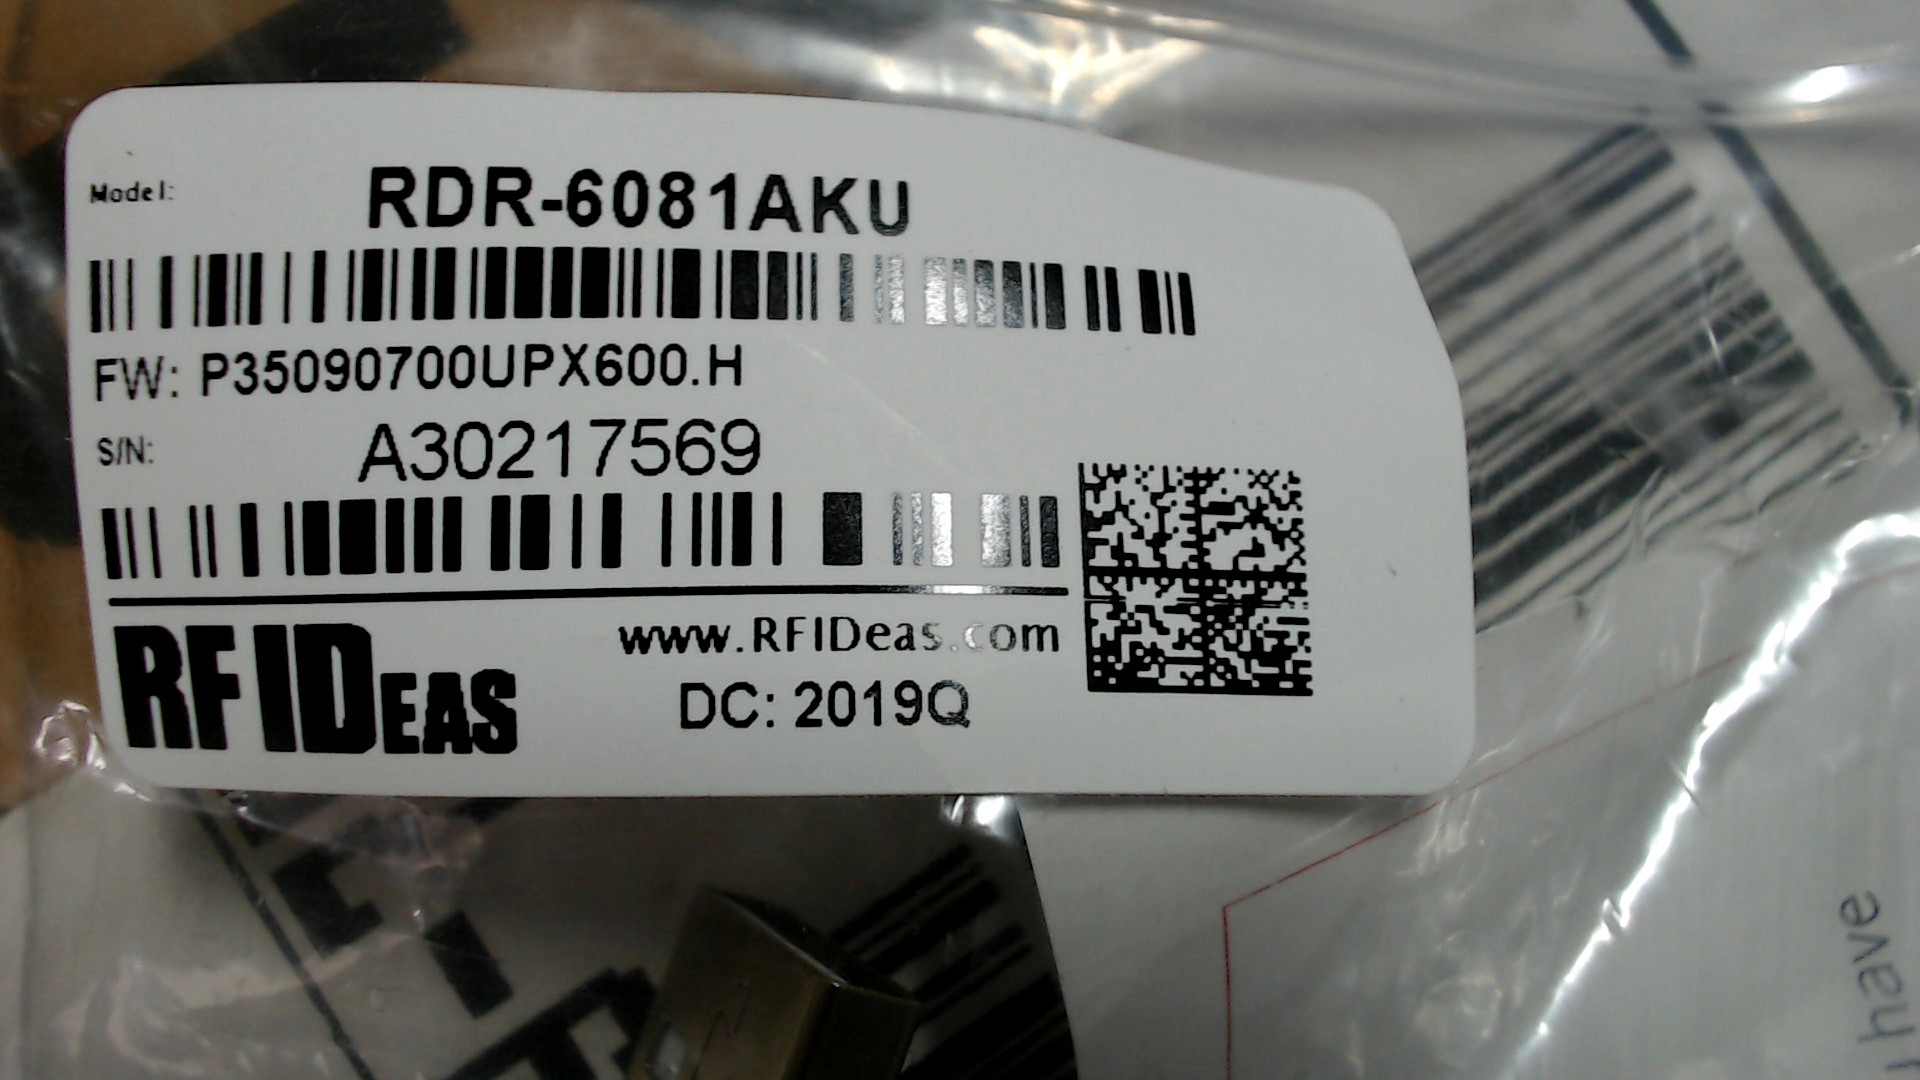 Model: RDR-6081AKU
FW: P35090700UPX600.H
S/N: A30217569
RFIDEAS
www.RFIDeas.com
DC: 2019Q
have